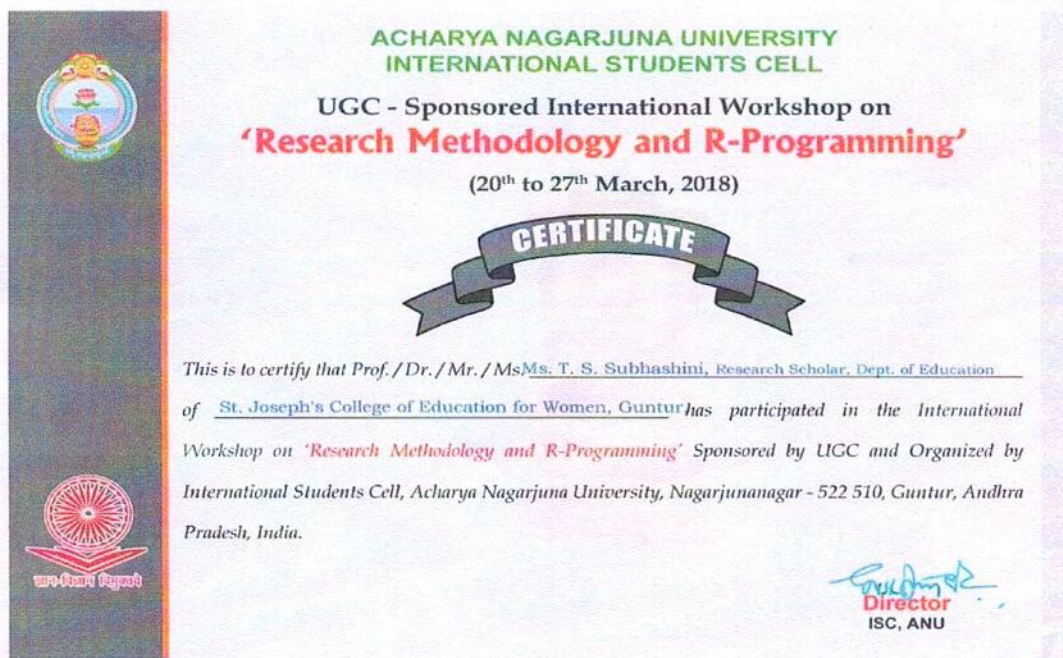 ACHARYA NAGARJUNA UNIVERSITY
INTERNATIONAL STUDENTS CELL
UGC - Sponsored International Workshop on
‘Research Methodology and R-Programming’
(20th to 27th March, 2018)
CERTIFICATE
This is to certify that Prof./Dr./Mr./Ms Ms. T. S. Subhashini, Research Scholar, Dept. of Education
of St. Joseph's College of Education for Women, Guntur has participated in the International
Workshop on ‘Research Methodology and R-Programming’ Sponsored by UGC and Organized by
International Students Cell, Acharya Nagarjuna University, Nagarjunanagar - 522 510, Guntur, Andhra
Pradesh, India.
ज्ञान-विज्ञान विमुक्तये
Director
ISC, ANU